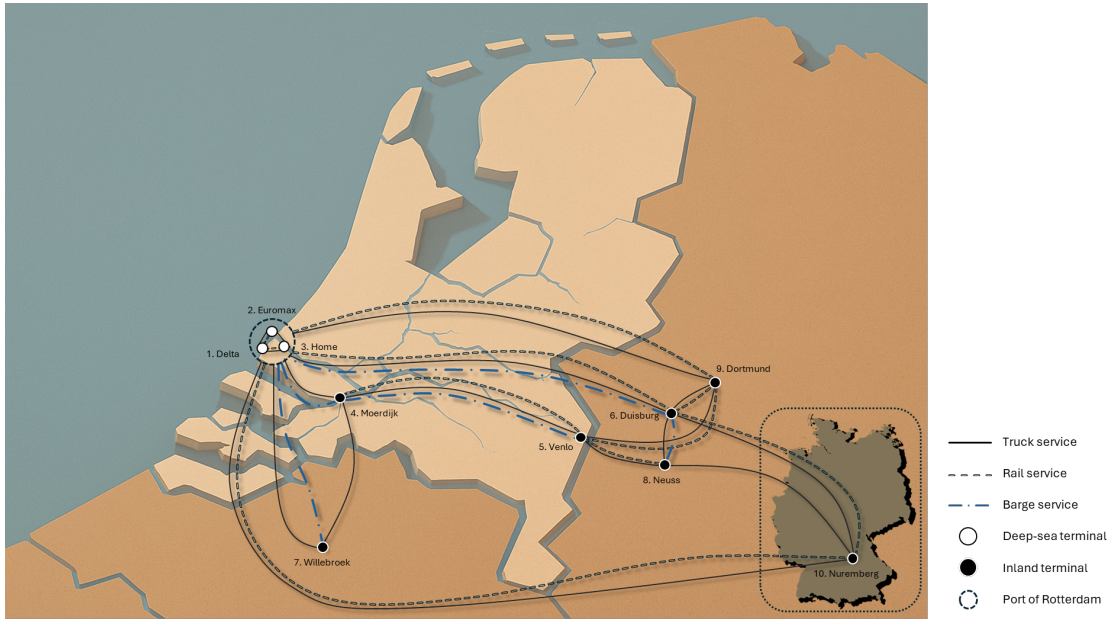 2. Euromax
1. Delta
3. Home
4. Moerdijk
5. Venlo
6. Duisburg
7. Willebroek
8. Neuss
9. Dortmund
10. Nuremberg
Truck service
Rail service
Barge service
Deep-sea terminal
Inland terminal
Port of Rotterdam